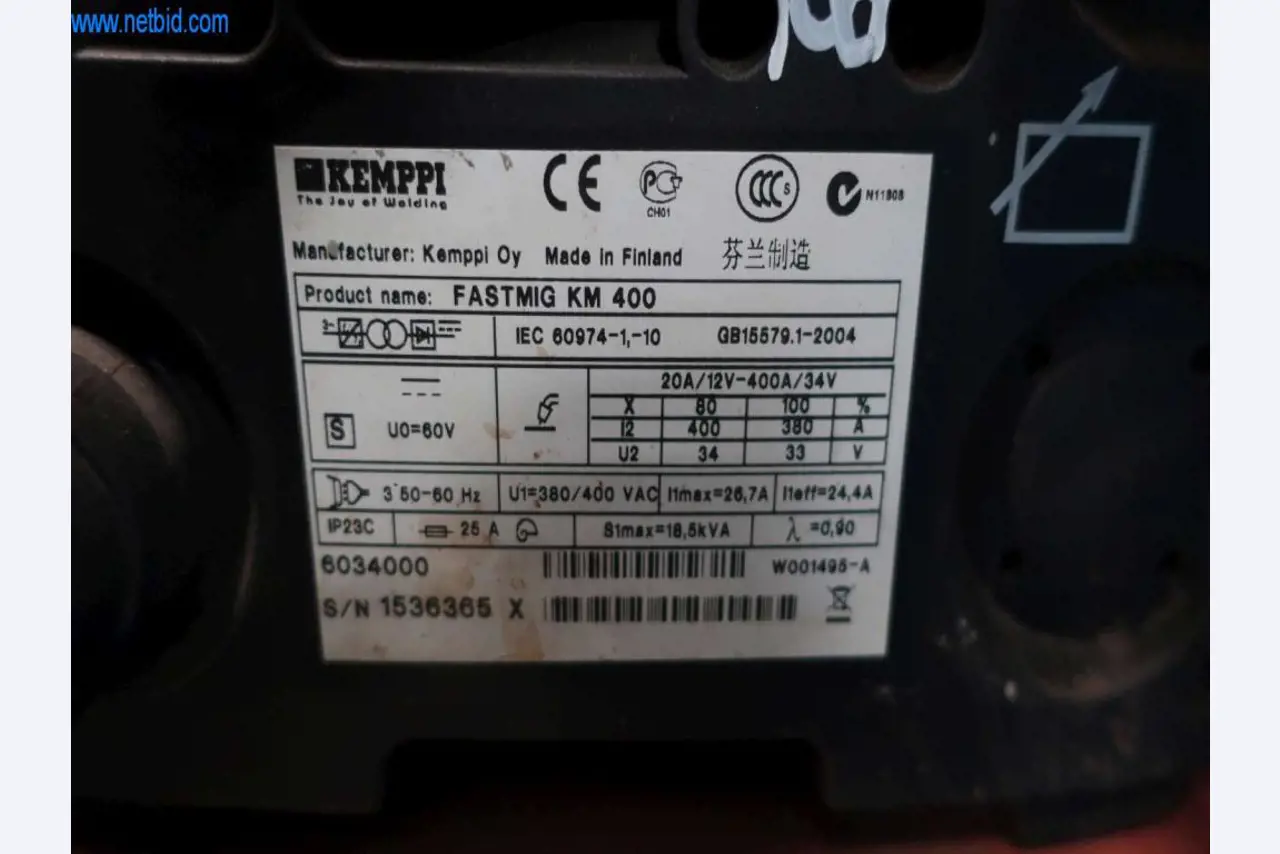 www.netbid.com
KEMPPI
The Joy of Welding
CE
PC
CH01
CCC S
N11808
Manufacturer: Kemppi Oy Made in Finland 芬兰制造
Product name: FASTMIG KM 400
3~ IEC 60974-1,-10 GB15579.1-2004
20A/12V-400A/34V
X 80 100 %
S U0=60V
I2 400 380 A
U2 34 33 V
3~50-60 Hz U1=380/400 VAC I1max=26,7A I1eff=24,4A
IP23C 25 A S1max=18,5kVA λ=0,90
6034000 W001495-A
S/N 1536365 X